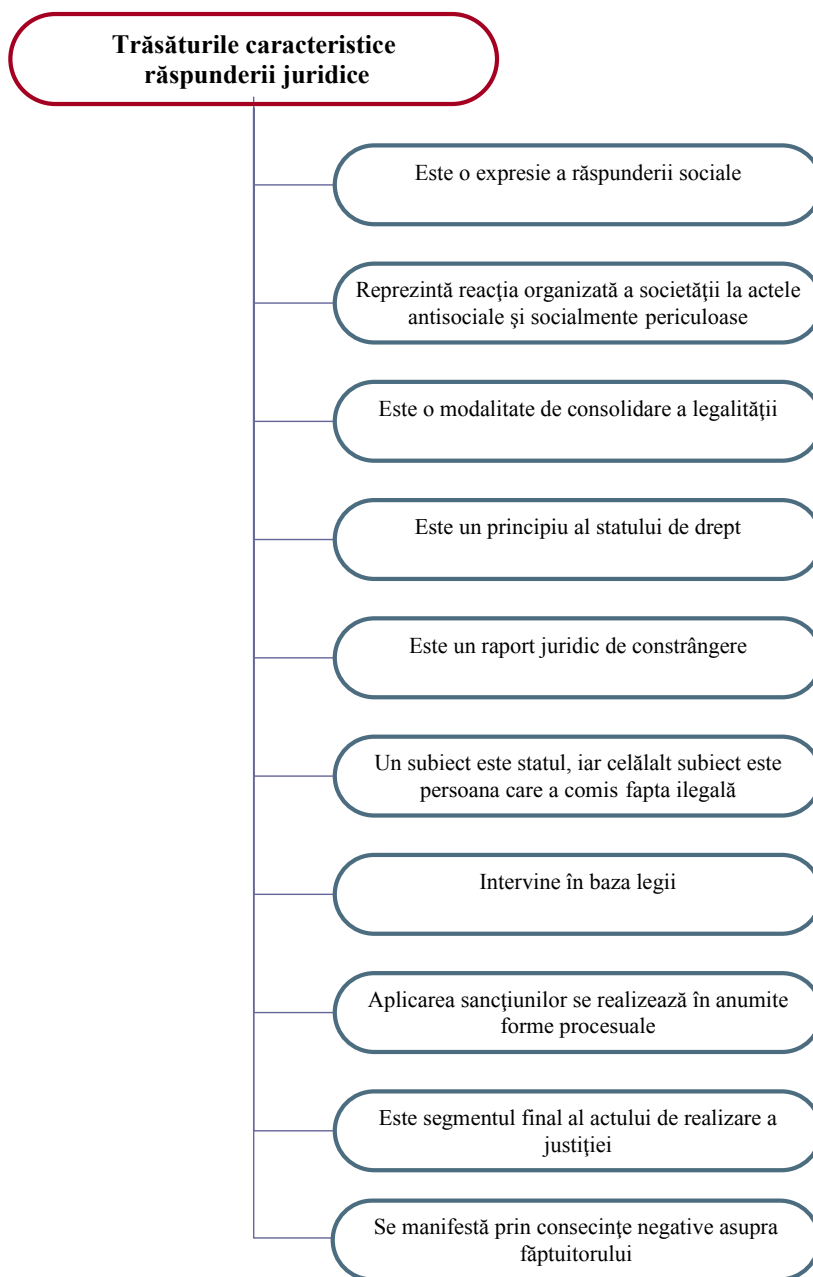 Trăsăturile caracteristice
răspunderii juridice
Este o expresie a răspunderii sociale
Reprezintă reacţia organizată a societăţii la actele
antisociale şi socialmente periculoase
Este o modalitate de consolidare a legalităţii
Este un principiu al statului de drept
Este un raport juridic de constrângere
Un subiect este statul, iar celălalt subiect este
persoana care a comis fapta ilegală
Intervine în baza legii
Aplicarea sancţiunilor se realizează în anumite
forme procesuale
Este segmentul final al actului de realizare a
justiţiei
Se manifestă prin consecinţe negative asupra
făptuitorului